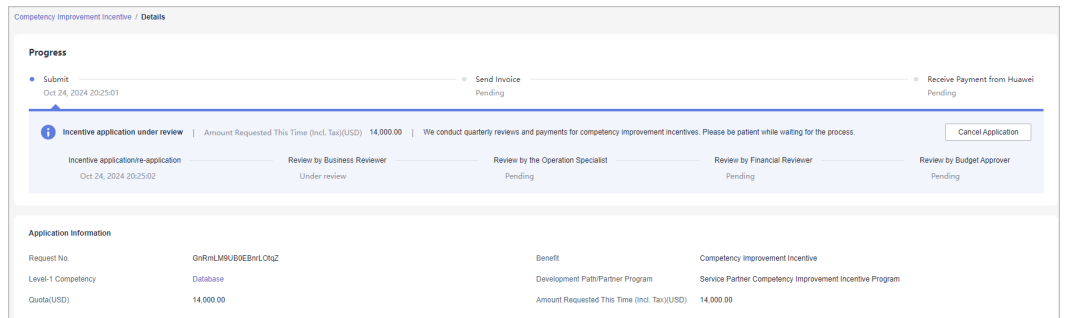 Competency Improvement Incentive / Details
Progress
Submit Send Invoice Receive Payment from Huawei
Oct 24, 2024 20:25:01 Pending Pending
Incentive application under review | Amount Requested This Time (Incl. Tax)(USD) 14,000.00 | We conduct quarterly reviews and payments for competency improvement incentives. Please be patient while waiting for the process. Cancel Application
Incentive application/re-application Review by Business Reviewer Review by the Operation Specialist Review by Financial Reviewer Review by Budget Approver
Oct 24, 2024 20:25:02 Under review Pending Pending Pending
Application Information
Request No. GnRmLM9UB0EBnrLOtqZ Benefit Competency Improvement Incentive
Level-1 Competency Database Development Path/Partner Program Service Partner Competency Improvement Incentive Program
Quota(USD) 14,000.00 Amount Requested This Time (Incl. Tax)(USD) 14,000.00